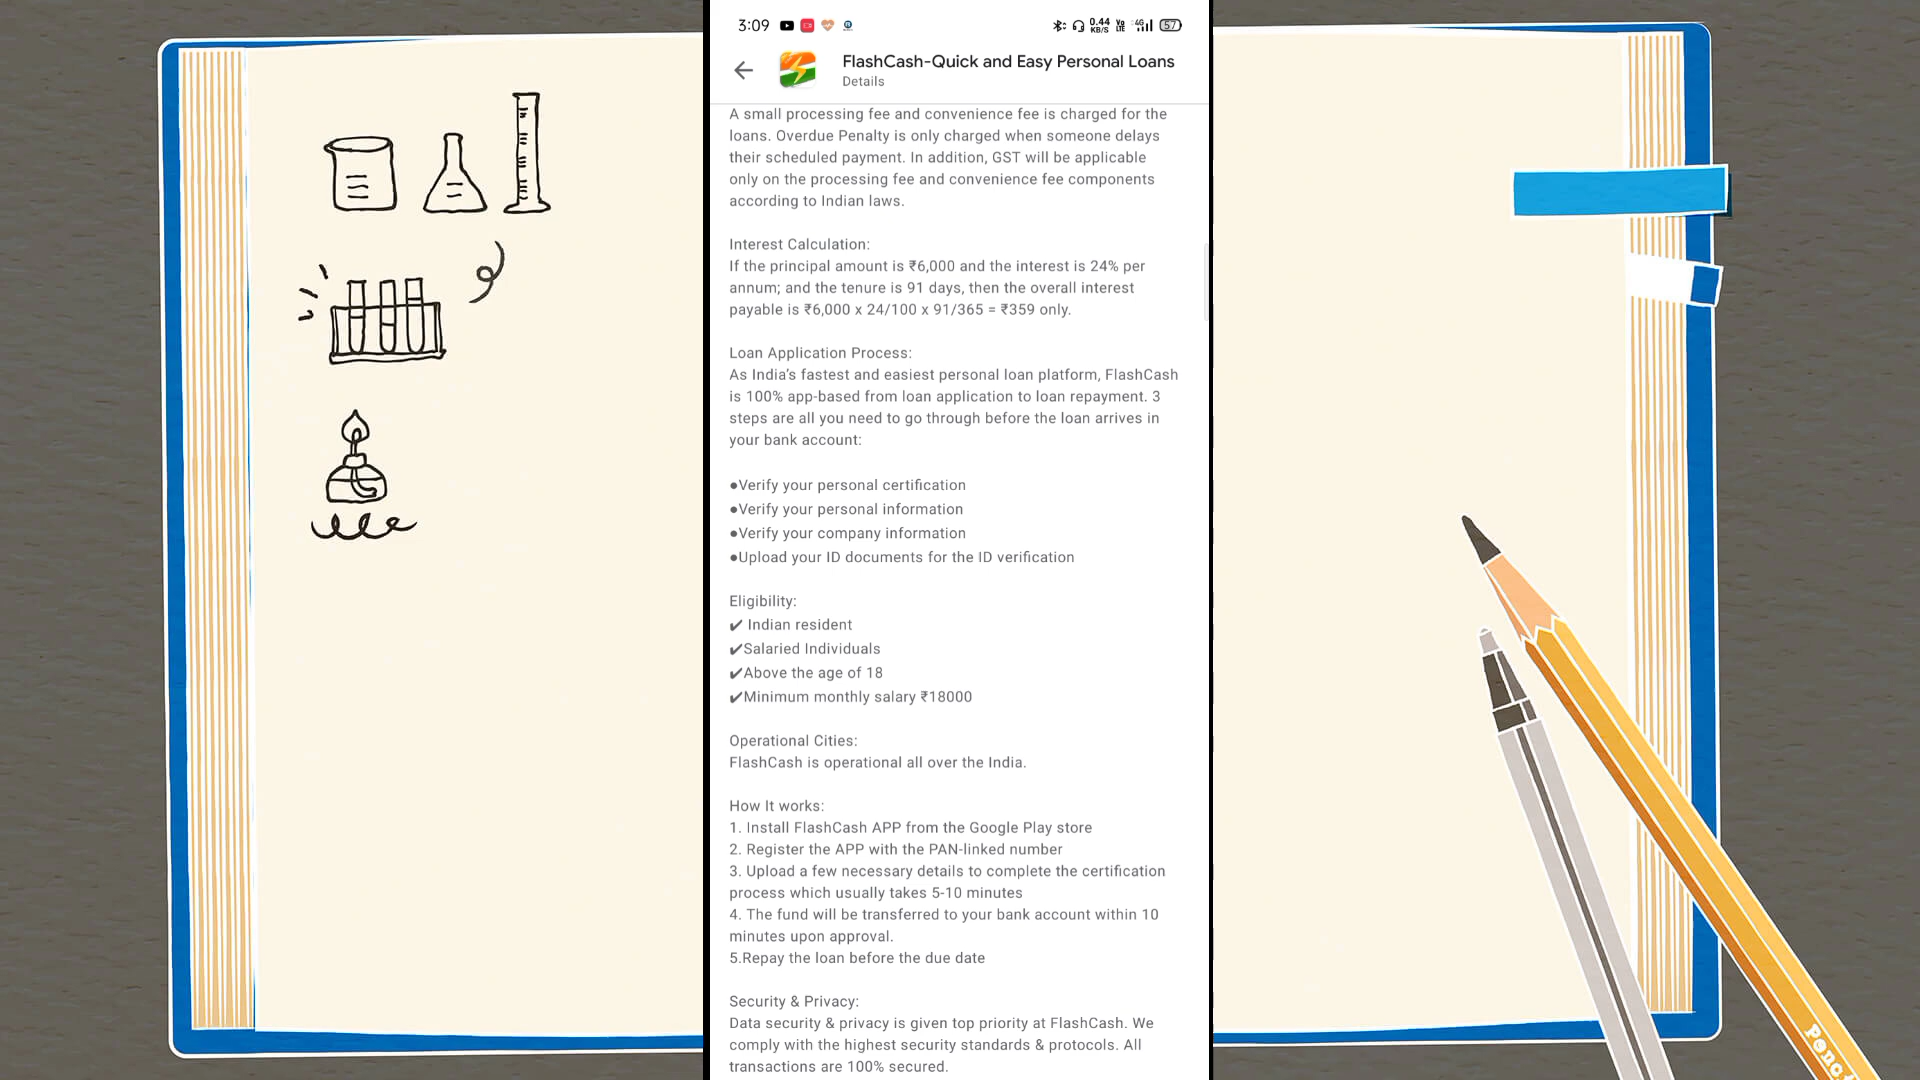 3:09
0.44
KB/S
Vo
LTE
4G
57
FlashCash-Quick and Easy Personal Loans
Details
A small processing fee and convenience fee is charged for the
loans. Overdue Penalty is only charged when someone delays
their scheduled payment. In addition, GST will be applicable
only on the processing fee and convenience fee components
according to Indian laws.
Interest Calculation:
If the principal amount is ₹6,000 and the interest is 24% per
annum; and the tenure is 91 days, then the overall interest
payable is ₹6,000 x 24/100 x 91/365 = ₹359 only.
Loan Application Process:
As India's fastest and easiest personal loan platform, FlashCash
is 100% app-based from loan application to loan repayment. 3
steps are all you need to go through before the loan arrives in
your bank account:
●Verify your personal certification
●Verify your personal information
●Verify your company information
●Upload your ID documents for the ID verification
Eligibility:
✔ Indian resident
✔Salaried Individuals
✔Above the age of 18
✔Minimum monthly salary ₹18000
Operational Cities:
FlashCash is operational all over the India.
How It works:
1. Install FlashCash APP from the Google Play store
2. Register the APP with the PAN-linked number
3. Upload a few necessary details to complete the certification
process which usually takes 5-10 minutes
4. The fund will be transferred to your bank account within 10
minutes upon approval.
5.Repay the loan before the due date
Security & Privacy:
Data security & privacy is given top priority at FlashCash. We
comply with the highest security standards & protocols. All
transactions are 100% secured.